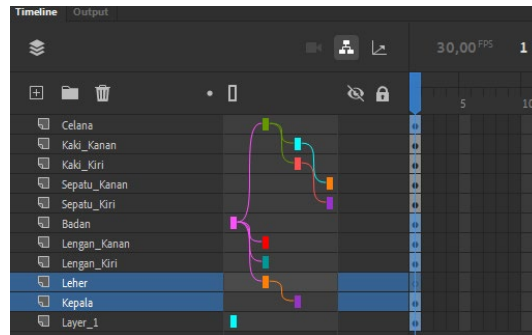 Timeline Output
30,00 FPS 1
5 10
Celana
Kaki_Kanan
Kaki_Kiri
Sepatu_Kanan
Sepatu_Kiri
Badan
Lengan_Kanan
Lengan_Kiri
Leher
Kepala
Layer_1